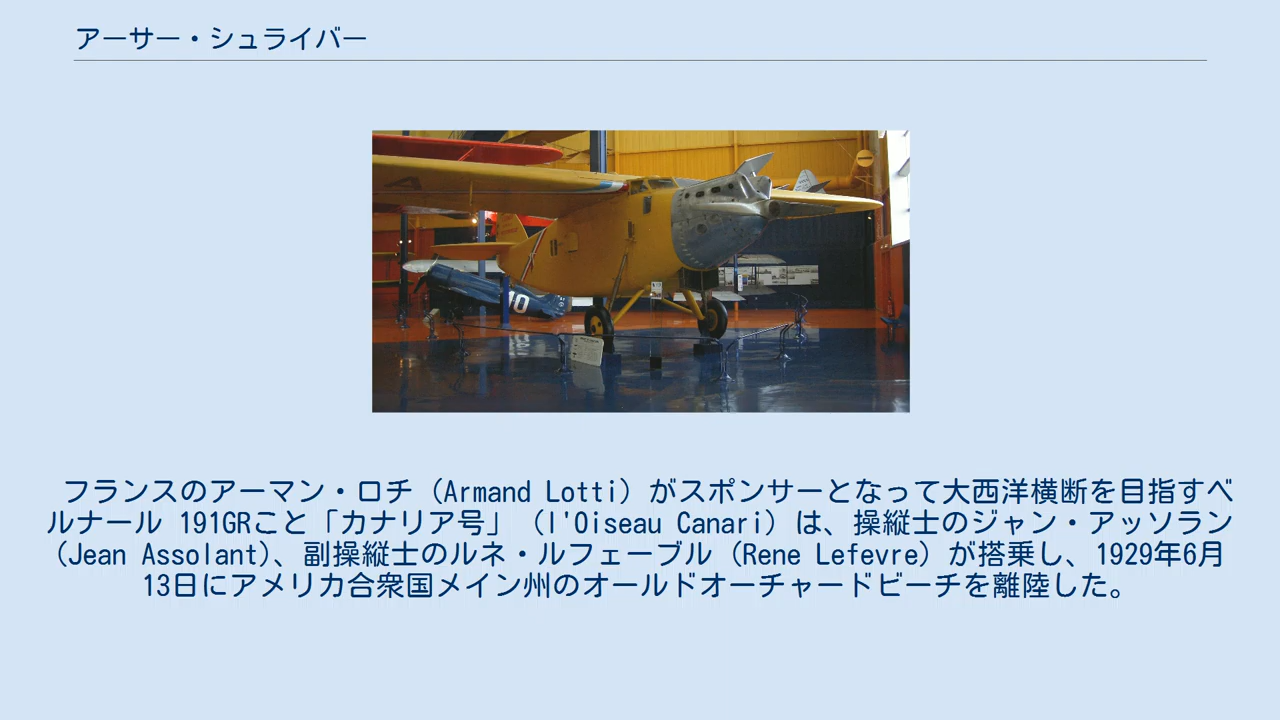 アーサー・シュライバー
10
フランスのアーマン・ロチ（Armand Lotti）がスポンサーとなって大西洋横断を目指すベ
ルナール 191GRこと「カナリア号」（l'Oiseau Canari）は、操縦士のジャン・アッソラン
（Jean Assolant)、副操縦士のルネ・ルフェーブル（Rene Lefevre）が搭乗し、1929年6月
13日にアメリカ合衆国メイン州のオールドオーチャードビーチを離陸した。